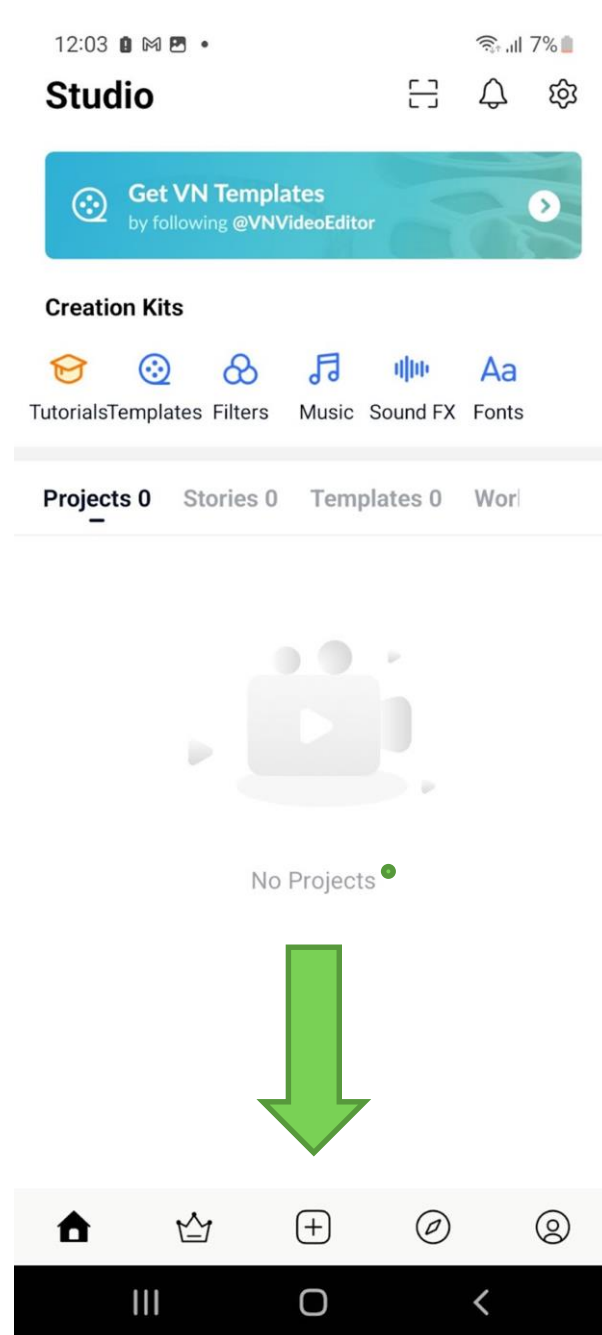 12:03
7%
Studio
Get VN Templates
by following @VNVideoEditor
Creation Kits
Tutorials Templates Filters Music Sound FX Fonts
Projects 0 Stories 0 Templates 0 Wor
No Projects